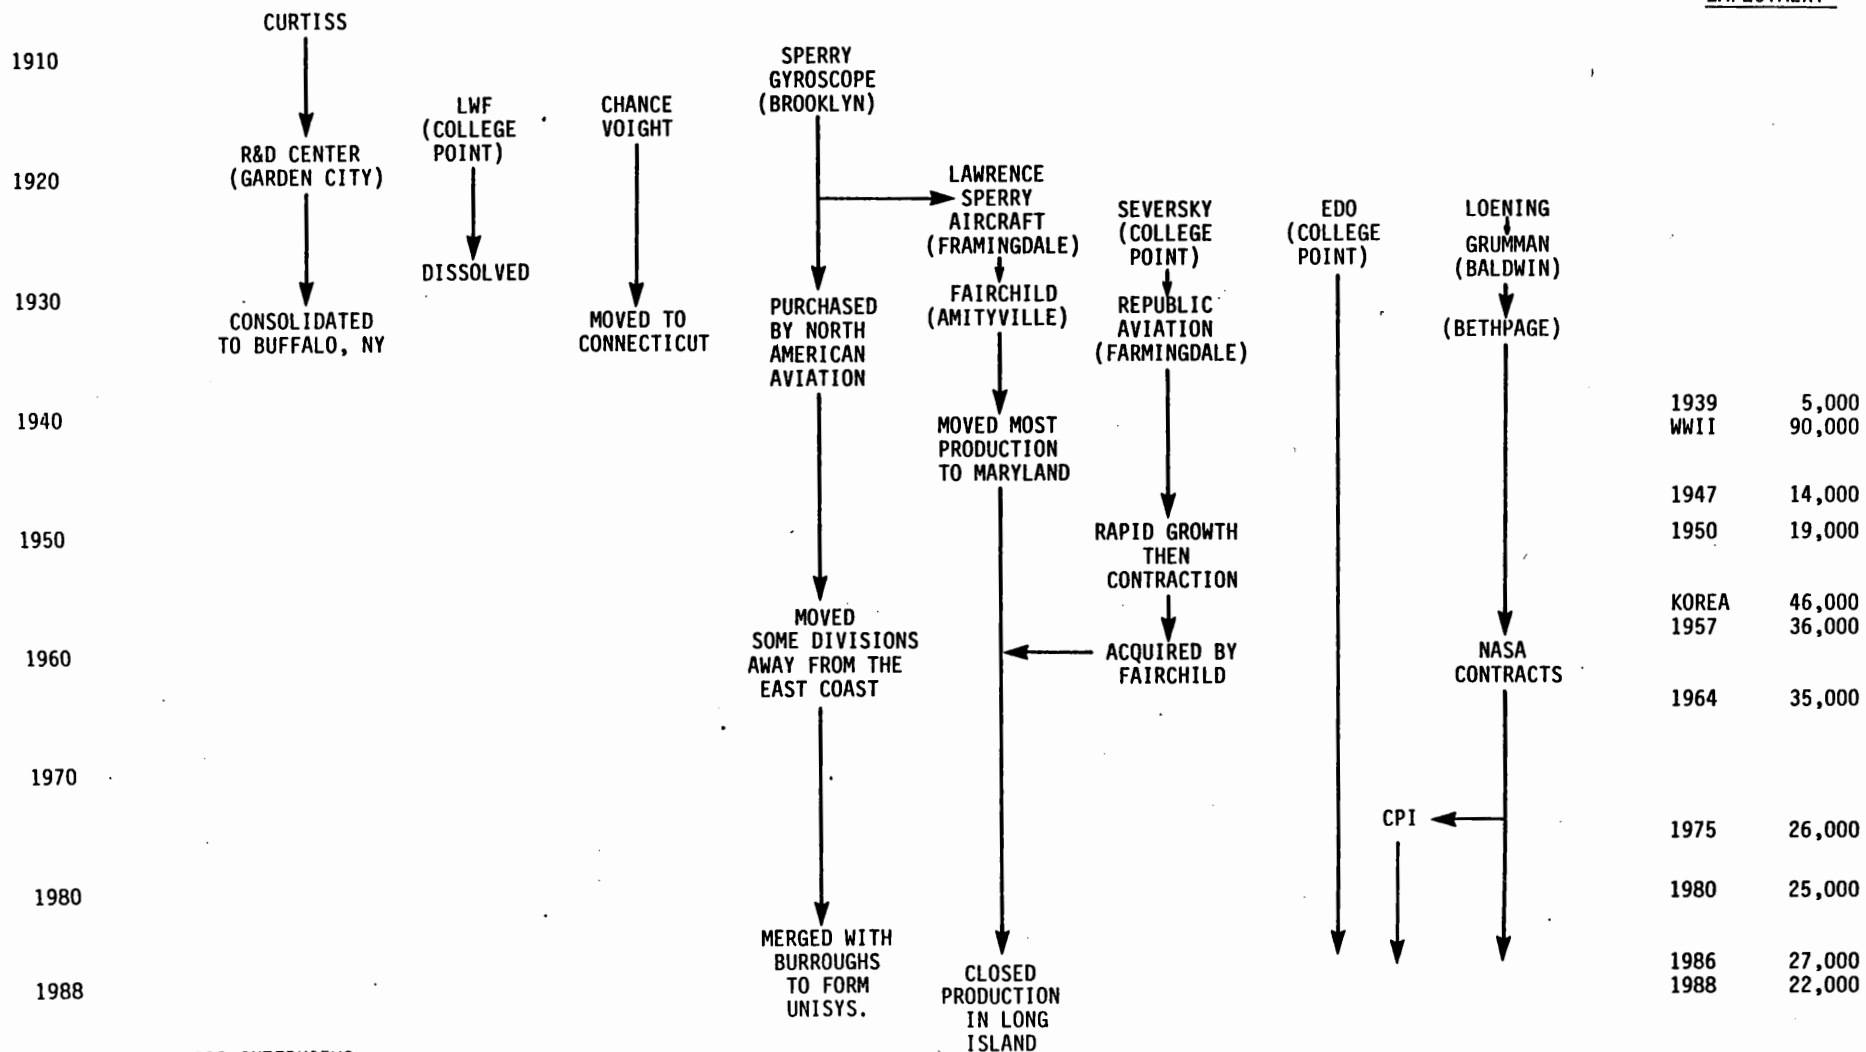 CURTISS
1910
SPERRY
GYROSCOPE
(BROOKLYN)
LWF
(COLLEGE
POINT)
CHANCE
VOIGHT
R&D CENTER
(GARDEN CITY)
1920
LAWRENCE
SPERRY
AIRCRAFT
(FRAMINGDALE)
SEVERSKY
(COLLEGE
POINT)
EDO
(COLLEGE
POINT)
LOENING
GRUMMAN
(BALDWIN)
DISSOLVED
1930
CONSOLIDATED
TO BUFFALO, NY
MOVED TO
CONNECTICUT
PURCHASED
BY NORTH
AMERICAN
AVIATION
FAIRCHILD
(AMITYVILLE)
REPUBLIC
AVIATION
(FARMINGDALE)
(BETHPAGE)
1939 5,000
1940
MOVED MOST
PRODUCTION
TO MARYLAND
WWII 90,000
1947 14,000
1950
RAPID GROWTH
THEN
CONTRACTION
1950 19,000
KOREA 46,000
1957 36,000
MOVED
SOME DIVISIONS
AWAY FROM THE
EAST COAST
1960
ACQUIRED BY
FAIRCHILD
NASA
CONTRACTS
1964 35,000
1970
CPI
1975 26,000
1980
1980 25,000
MERGED WITH
BURROUGHS
TO FORM
UNISYS.
CLOSED
PRODUCTION
IN LONG
ISLAND
1986 27,000
1988
1988 22,000